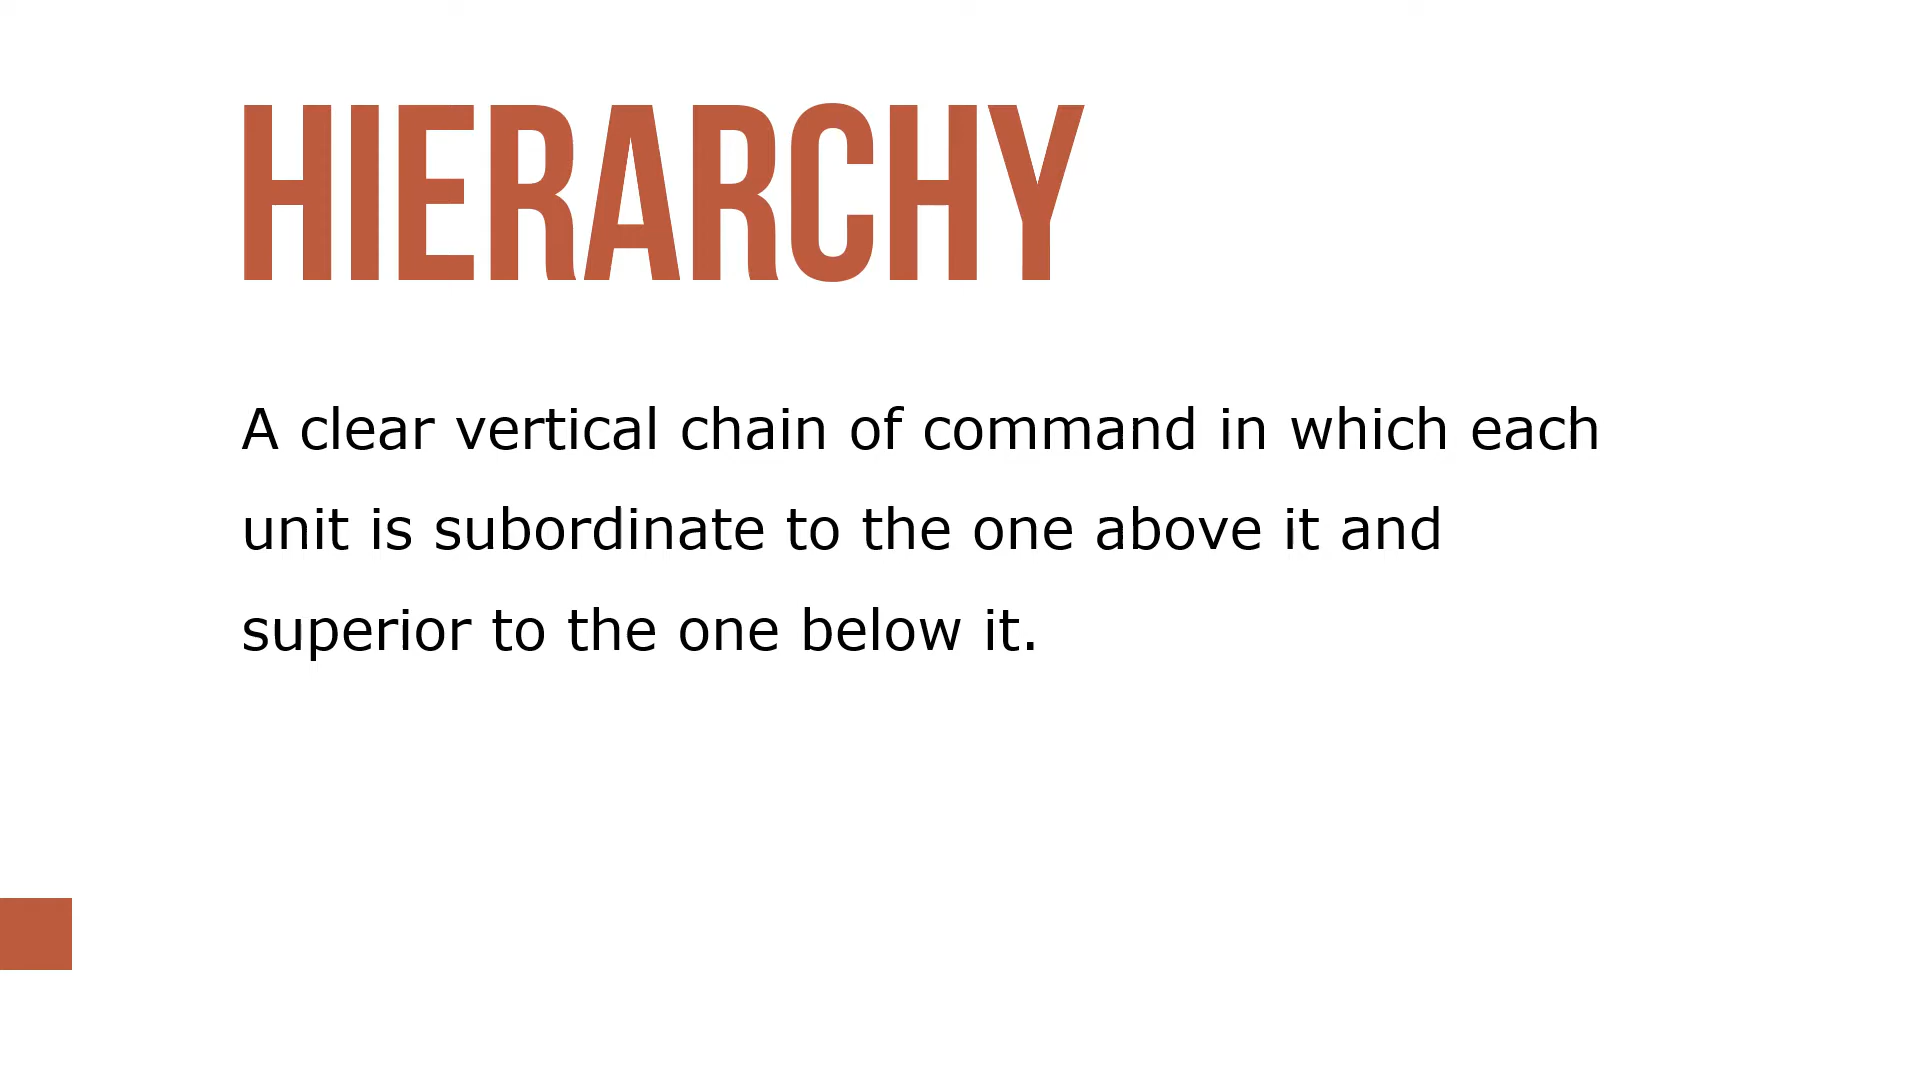 HIERARCHY
A clear vertical chain of command in which each
unit is subordinate to the one above it and
superior to the one below it.